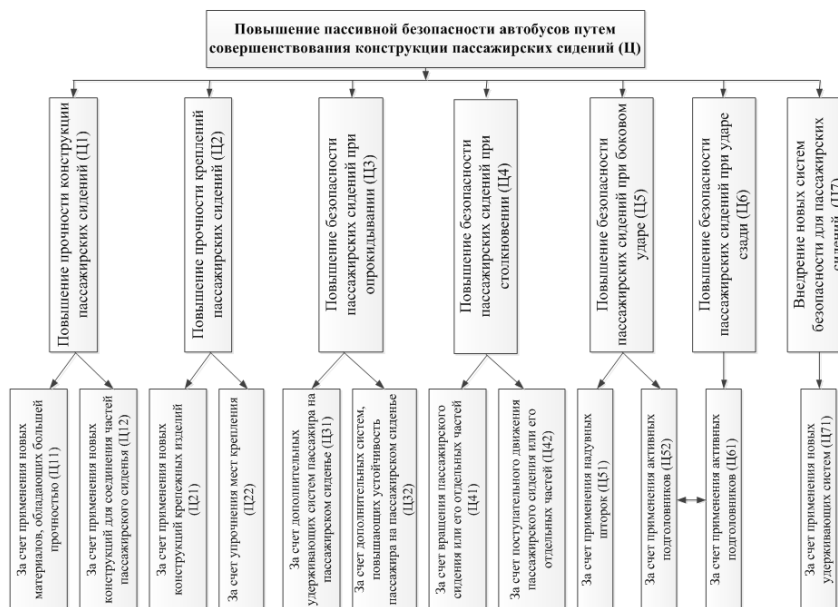 Повышение пассивной безопасности автобусов путем
совершенствования конструкции пассажирских сидений (Ц)
Повышение прочности конструкции
пассажирских сидений (Ц1)
Повышение прочности креплений
пассажирских сидений (Ц2)
Повышение безопасности
пассажирских сидений при
опрокидывании (Ц3)
Повышение безопасности
пассажирских сидений при
столкновении (Ц4)
Повышение безопасности
пассажирских сидений при боковом
ударе (Ц5)
Повышение безопасности
пассажирских сидений при ударе
сзади (Ц6)
Внедрение новых систем
безопасности для пассажирских
сидений (Ц7)
За счет применения новых
материалов, обладающих большей
прочностью (Ц11)
За счет применения новых
конструкций для соединения частей
пассажирского сиденья (Ц12)
За счет применения новых
конструкций крепежных изделий
(Ц21)
За счет упрочнения мест крепления
(Ц22)
За счет дополнительных
удерживающих систем пассажира на
пассажирском сиденье (Ц31)
За счет дополнительных систем,
повышающих устойчивость
пассажира на пассажирском сиденье
(Ц32)
За счет вращения пассажирского
сидения или его отдельных частей
(Ц41)
За счет поступательного движения
пассажирского сидения или его
отдельных частей (Ц42)
За счет применения надувных
шторок (Ц51)
За счет применения активных
подголовников (Ц52)
За счет применения активных
подголовников (Ц61)
За счет применения новых
удерживающих систем (Ц71)